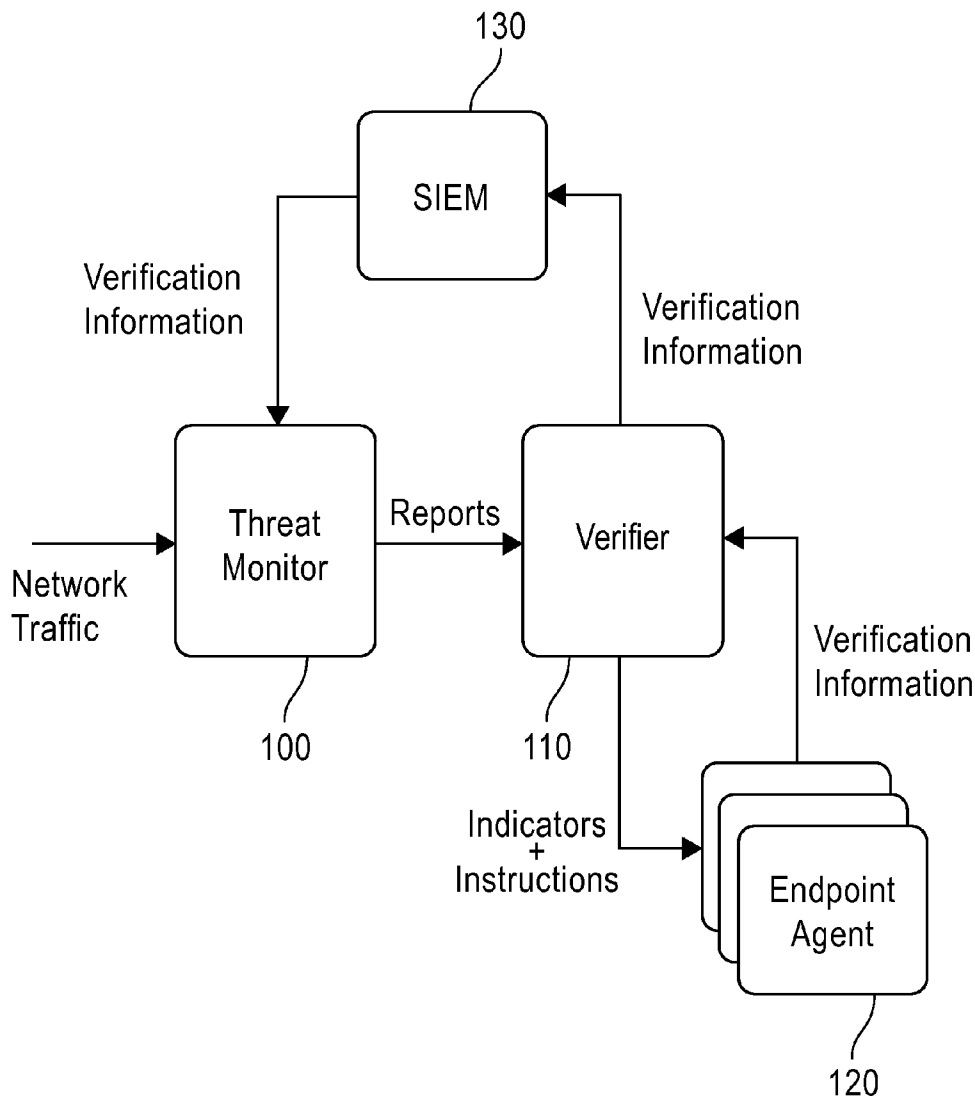 130
SIEM
Verification
Information
Verification
Information
Threat
Monitor
Reports
Verifier
Network
Traffic
Verification
Information
100
110
Indicators
+
Instructions
Endpoint
Agent
120